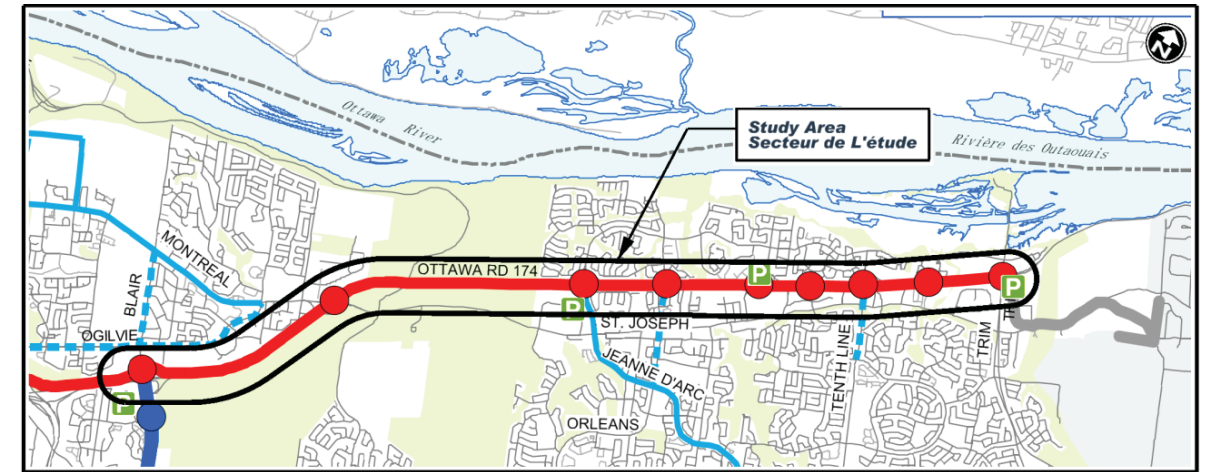 Ottawa River
Study Area
Secteur de L'étude
Rivière des Outaouais
MONTREAL
BLAIR
OGILVIE
OTTAWA RD 174
P
P
P
P
ST. JOSEPH
JEANNE D'ARC
TENTH LINE
TRIM
ORLEANS